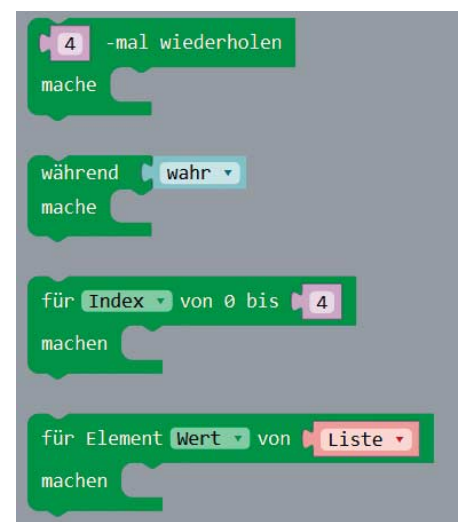 4 -mal wiederholen
mache
während wahr
mache
für Index von 0 bis 4
machen
für Element Wert von Liste
machen